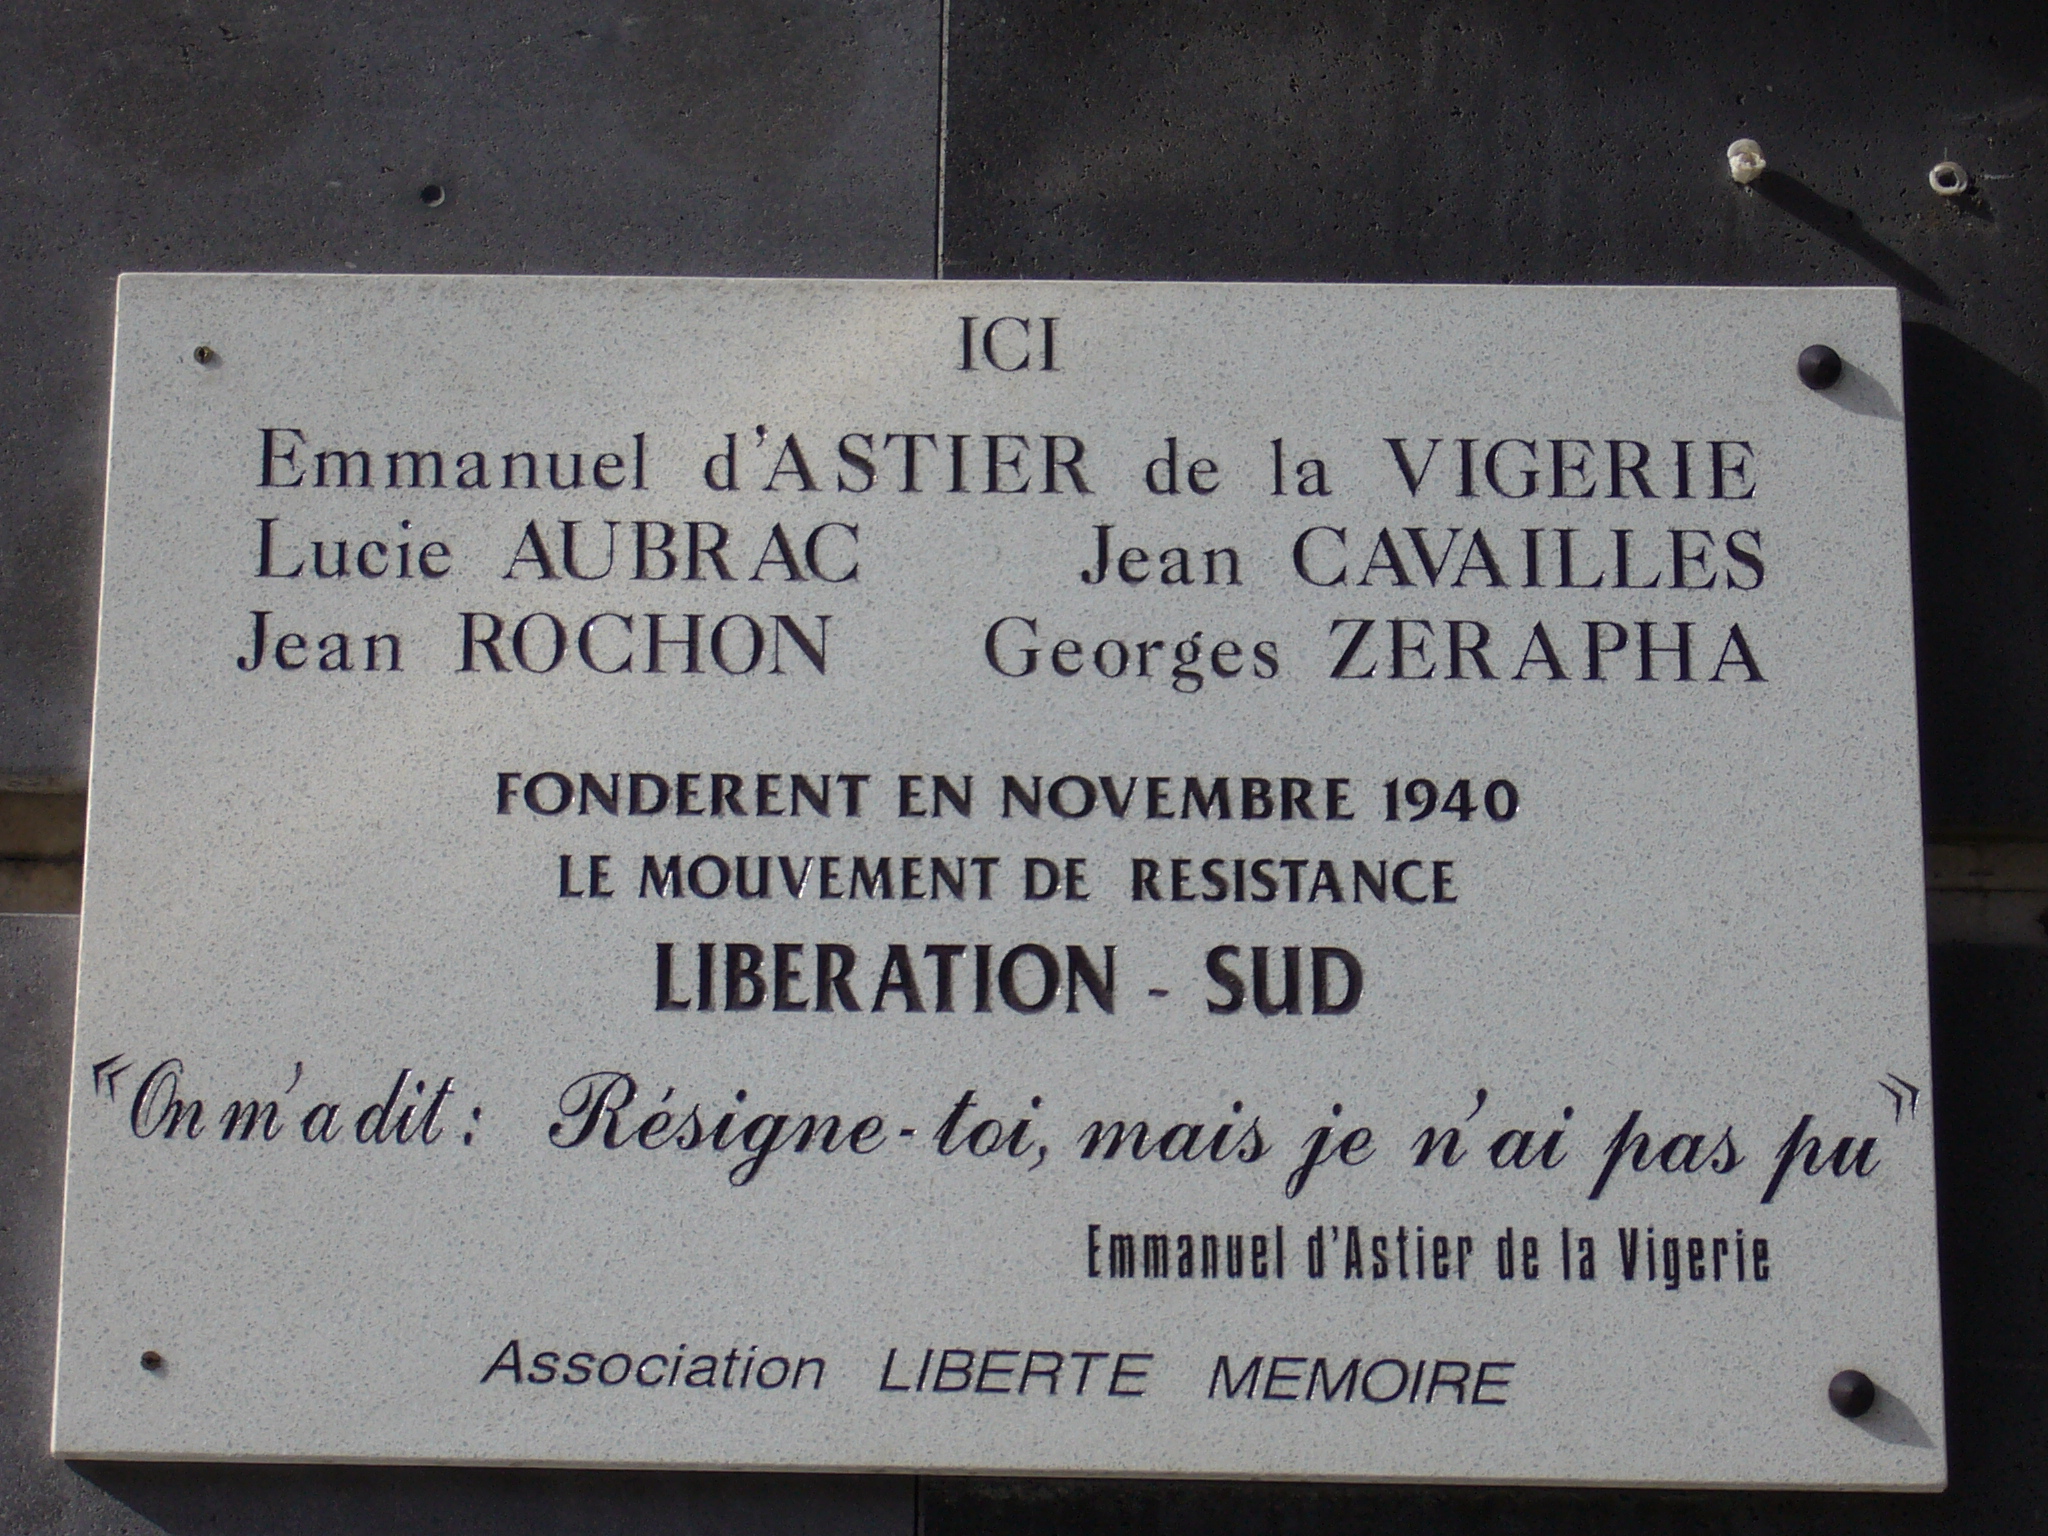 ICI
Emmanuel d'ASTIER de la VIGERIE
Lucie AUBRAC Jean CAVAILLES
Jean ROCHON Georges ZERAPHA
FONDERENT EN NOVEMBRE 1940
LE MOUVEMENT DE RESISTANCE
LIBERATION - SUD
« On m'a dit : Résigne-toi, mais je n'ai pas pu »
Emmanuel d'Astier de la Vigerie
Association LIBERTE MEMOIRE